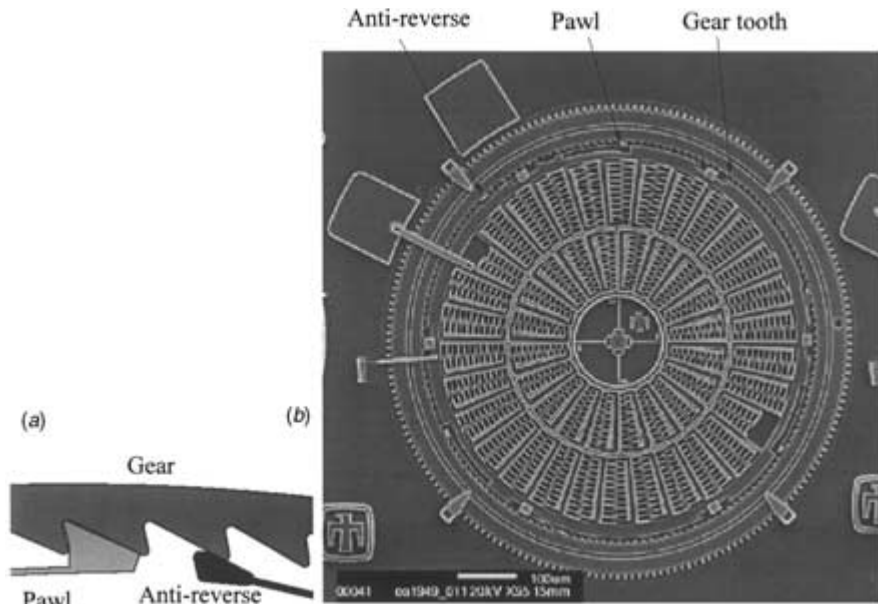 Anti-reverse
Pawl
Gear tooth
(a)
(b)
Gear
Pawl
Anti-reverse
100um